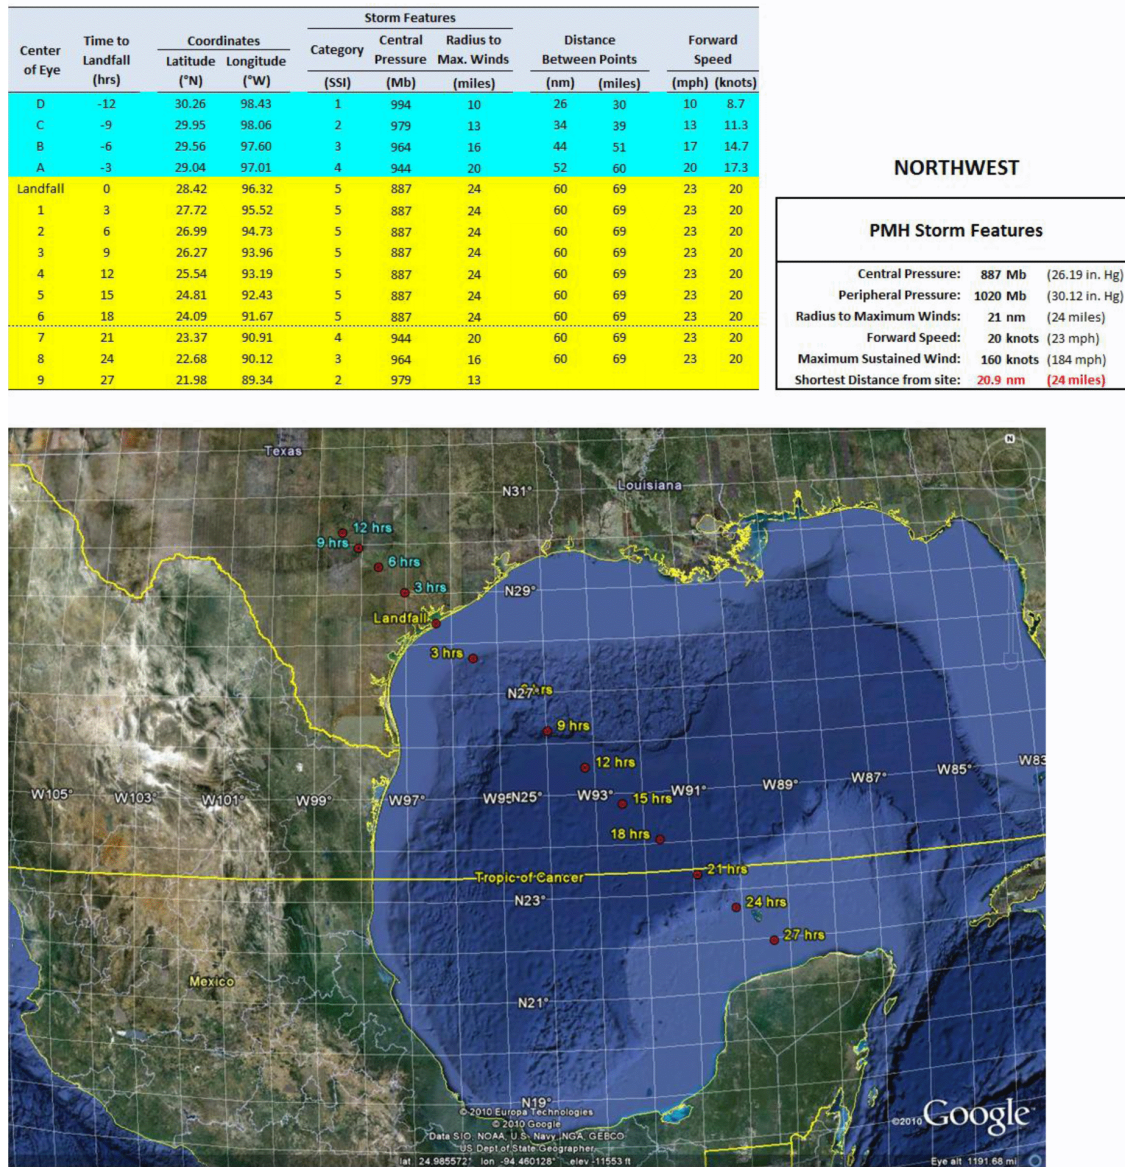 Storm Features
Center of Eye Time to Landfall (hrs) Coordinates Category Central Pressure Radius to Max. Winds Distance Between Points Forward Speed
Latitude Longitude
(°N) (°W) (SSI) (Mb) (miles) (nm) (miles) (mph) (knots)
D -12 30.26 98.43 1 994 10 26 30 10 8.7
C -9 29.95 98.06 2 979 13 34 39 13 11.3
B -6 29.56 97.60 3 964 16 44 51 17 14.7
A -3 29.04 97.01 4 944 20 52 60 20 17.3
Landfall 0 28.42 96.32 5 887 24 60 69 23 20
1 3 27.72 95.52 5 887 24 60 69 23 20
2 6 26.99 94.73 5 887 24 60 69 23 20
3 9 26.27 93.96 5 887 24 60 69 23 20
4 12 25.54 93.19 5 887 24 60 69 23 20
5 15 24.81 92.43 5 887 24 60 69 23 20
6 18 24.09 91.67 5 887 24 60 69 23 20
7 21 23.37 90.91 4 944 20 60 69 23 20
8 24 22.68 90.12 3 964 16 60 69 23 20
9 27 21.98 89.34 2 979 13
NORTHWEST
PMH Storm Features
Central Pressure: 887 Mb (26.19 in. Hg)
Peripheral Pressure: 1020 Mb (30.12 in. Hg)
Radius to Maximum Winds: 21 nm (24 miles)
Forward Speed: 20 knots (23 mph)
Maximum Sustained Wind: 160 knots (184 mph)
Shortest Distance from site: 20.9 nm (24 miles)
N
Texas
Louisiana
N31°
12 hrs
9 hrs
6 hrs
3 hrs
N29°
Landfall
3 hrs
N27°
9 hrs
12 hrs
W105° W103° W101° W99° W97° W95 N25° W93° W91° W89° W87° W85° W83
15 hrs
18 hrs
21 hrs
Tropic of Cancer
N23°
24 hrs
27 hrs
Mexico
N21°
N19°
© 2010 Europa Technologies
© 2010 Google
Data SIO, NOAA, U.S. Navy, NGA, GEBCO
US Dept of State Geographer
©2010 Google
lat 24.985572° lon -94.460128° elev -11553 ft
Eye alt 1191.68 mi